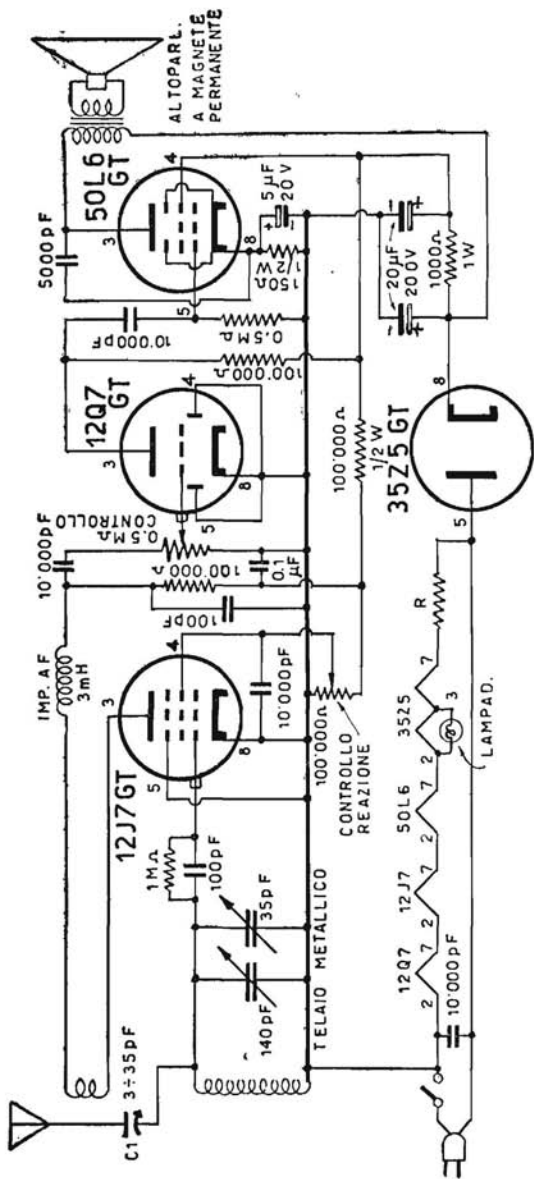 C1
3÷35pF
IMP. A F
3mH
12J7GT
3
5
4
8
1MΩ
100pF
140pF
35pF
TELAIO METALLICO
100pF
10'000pF
100'000Ω
CONTROLLO
REAZIONE
10'000pF
100'000Ω
0.5MΩ
CONTROLLO
0.1
µF
12Q7
GT
3
4
5
8
10'000pF
100'000Ω
0.5MΩ
5000pF
50L6
GT
3
4
5
8
150Ω
1/2W
5µF
20V
ALTOPARL.
A MAGNETE
PERMANENTE
100'000Ω
1/2 W
20µF
200V
1000Ω
1W
35Z5GT
5
8
10'000pF
12Q7
2
7
12J7
2
7
50L6
2
7
35Z5
2
7
3
LAMPAD.
R